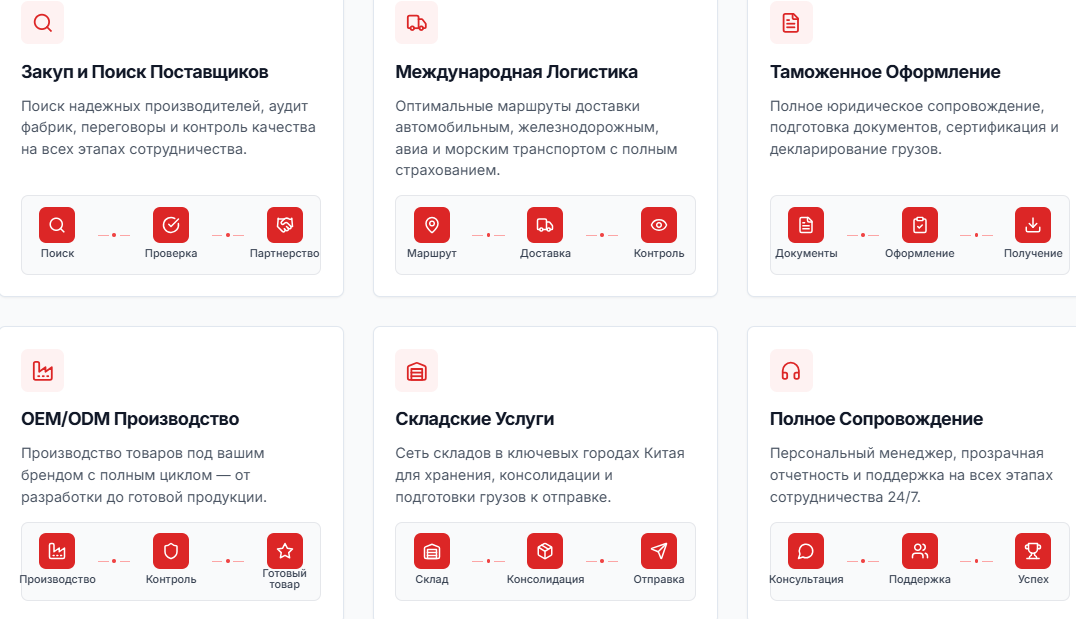 Закуп и Поиск Поставщиков
Поиск надежных производителей, аудит
фабрик, переговоры и контроль качества
на всех этапах сотрудничества.
Поиск
Проверка
Партнерство
Международная Логистика
Оптимальные маршруты доставки
автомобильным, железнодорожным,
авиа и морским транспортом с полным
страхованием.
Маршрут
Доставка
Контроль
Таможенное Оформление
Полное юридическое сопровождение,
подготовка документов, сертификация и
декларирование грузов.
Документы
Оформление
Получение
OEM/ODM Производство
Производство товаров под вашим
брендом с полным циклом — от
разработки до готовой продукции.
Производство
Контроль
Готовый
товар
Складские Услуги
Сеть складов в ключевых городах Китая
для хранения, консолидации и
подготовки грузов к отправке.
Склад
Консолидация
Отправка
Полное Сопровождение
Персональный менеджер, прозрачная
отчетность и поддержка на всех этапах
сотрудничества 24/7.
Консультация
Поддержка
Успех